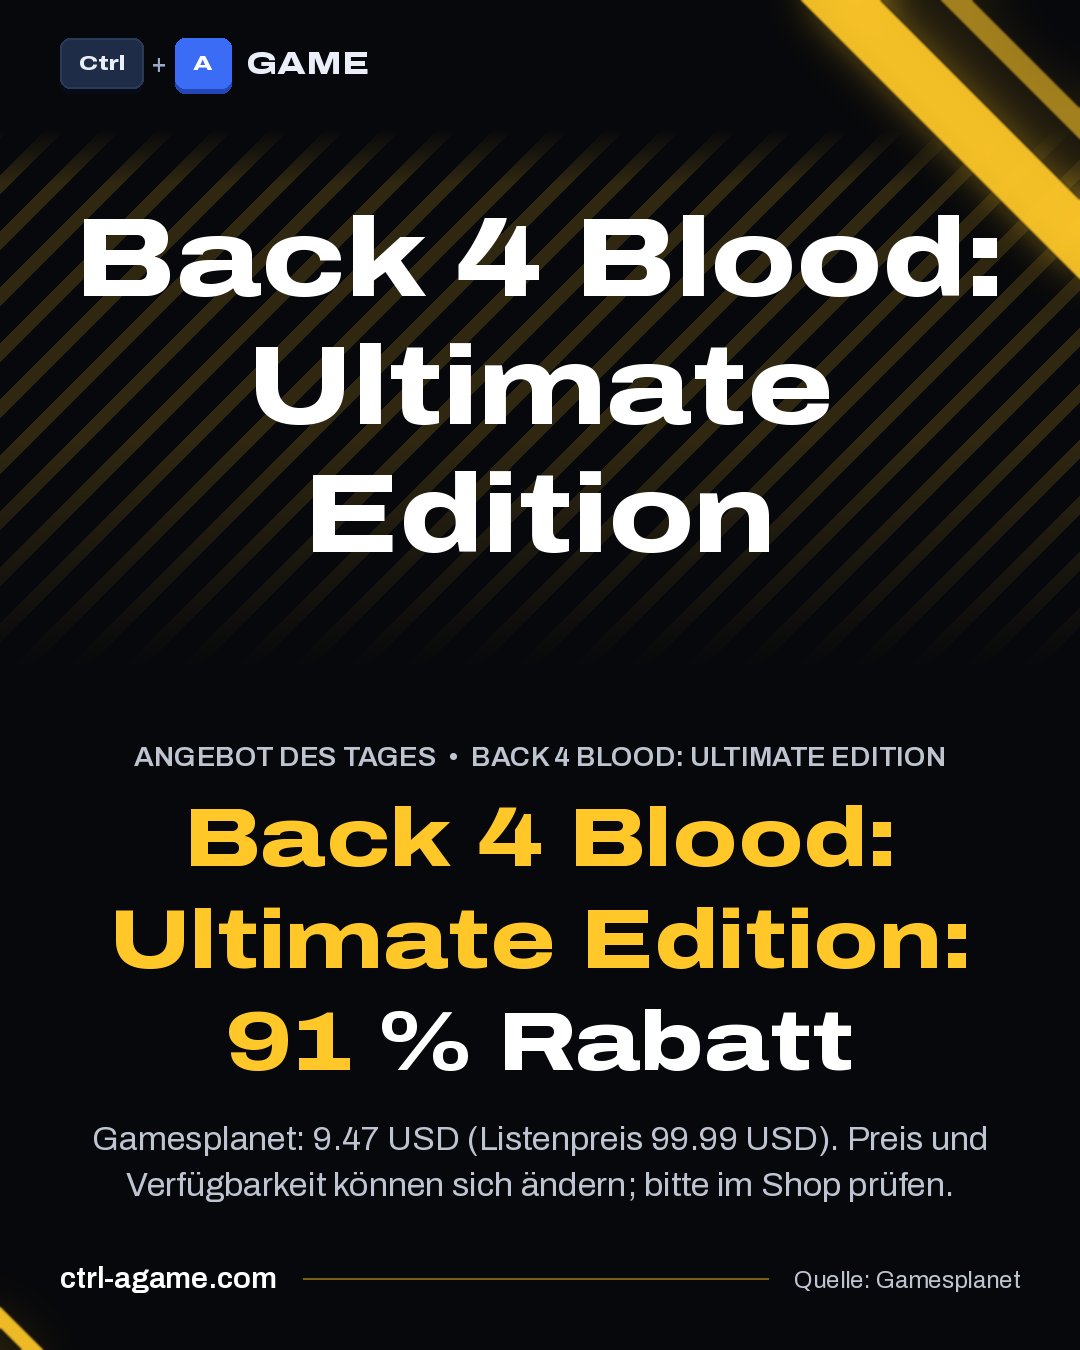 Ctrl + A GAME
Back 4 Blood:
Ultimate
Edition
ANGEBOT DES TAGES • BACK 4 BLOOD: ULTIMATE EDITION
Back 4 Blood:
Ultimate Edition:
91 % Rabatt
Gamesplanet: 9.47 USD (Listenpreis 99.99 USD). Preis und
Verfügbarkeit können sich ändern; bitte im Shop prüfen.
ctrl-agame.com
Quelle: Gamesplanet